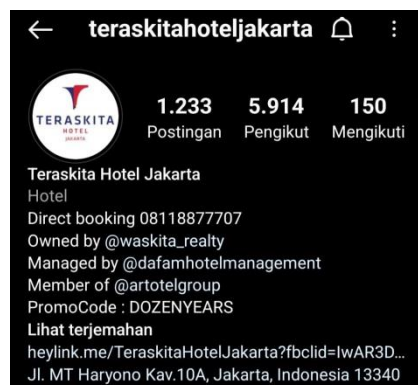 teraskitahoteljakarta
TERASKITA
HOTEL
JAKARTA
1.233 5.914 150
Postingan Pengikut Mengikuti
Teraskita Hotel Jakarta
Hotel
Direct booking 08118877707
Owned by @waskita_realty
Managed by @dafamhotelmanagement
Member of @artotelgroup
PromoCode : DOZENYEARS
Lihat terjemahan
heylink.me/TeraskitaHotelJakarta?fbclid=IwAR3D...
Jl. MT Haryono Kav.10A, Jakarta, Indonesia 13340